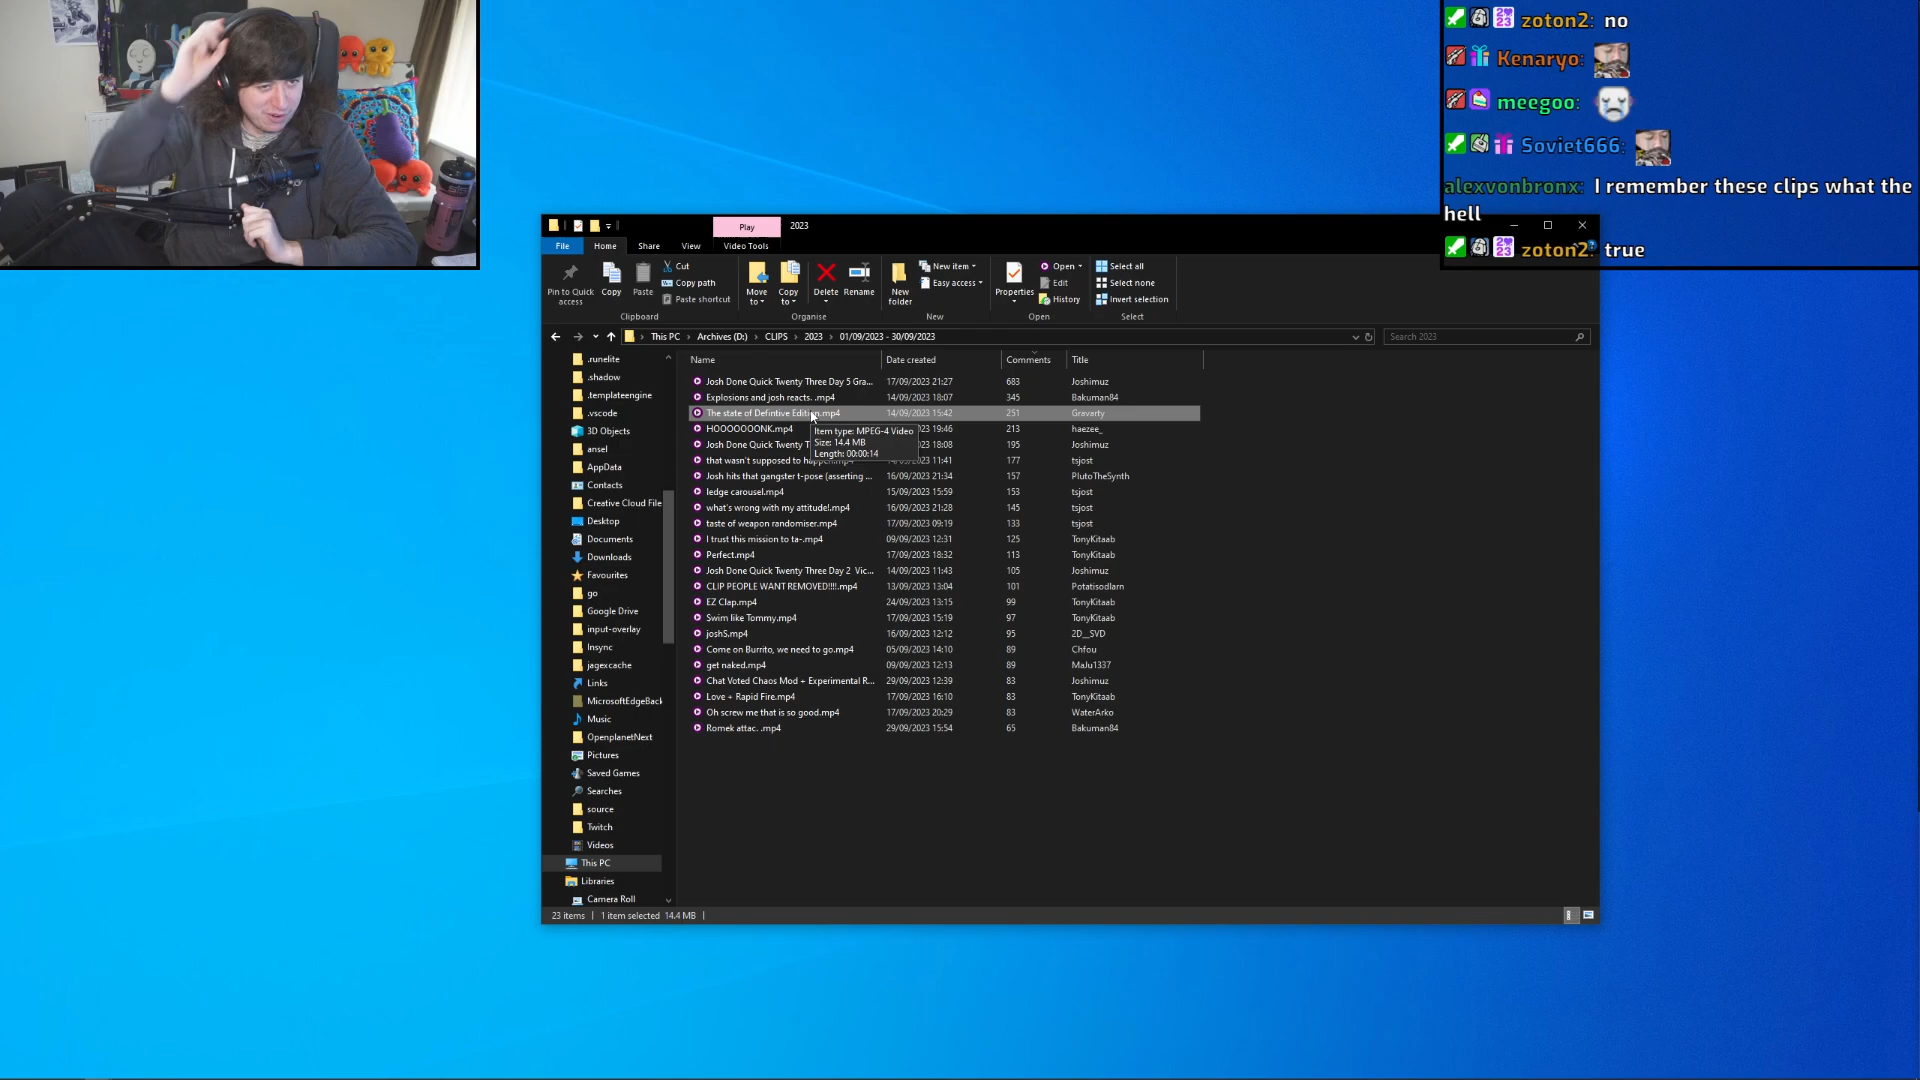 zoton2: no
Kenaryo:
meegoo:
Soviet666:
alexvonbronx: I remember these clips what the
hell
zoton2: true
Play 2023
File Home Share View Video Tools
Pin to Quick access
Copy
Paste
Cut
Copy path
Paste shortcut
Move to
Copy to
Delete
Rename
New folder
New item
Easy access
Properties
Open
Edit
History
Select all
Select none
Invert selection
Clipboard Organise New Open Select
This PC > Archives (D:) > CLIPS > 2023 > 01/09/2023 - 30/09/2023
Search 2023
.runelite
.shadow
.templateengine
.vscode
3D Objects
ansel
AppData
Contacts
Creative Cloud File
Desktop
Documents
Downloads
Favourites
go
Google Drive
input-overlay
Insync
jagexcache
Links
MicrosoftEdgeBack
Music
OpenplanetNext
Pictures
Saved Games
Searches
source
Twitch
Videos
This PC
Libraries
Camera Roll
Name Date created Comments Title
Josh Done Quick Twenty Three Day 5 Gra... 17/09/2023 21:27 683 Joshimuz
Explosions and josh reacts. .mp4 14/09/2023 18:07 345 Bakuman84
The state of Defintive Edition.mp4 14/09/2023 15:42 251 Gravarty
HOOOOOOONK.mp4 19:46 213 haezee_
Josh Done Quick Twenty T 18:08 195 Joshimuz
that wasn't supposed to happen.mp4 11:41 177 tsjost
Josh hits that gangster t-pose (asserting ... 16/09/2023 21:34 157 PlutoTheSynth
ledge carousel.mp4 15/09/2023 15:59 153 tsjost
what's wrong with my attitude!.mp4 16/09/2023 21:28 145 tsjost
taste of weapon randomiser.mp4 17/09/2023 09:19 133 tsjost
I trust this mission to ta-.mp4 09/09/2023 12:31 125 TonyKitaab
Perfect.mp4 17/09/2023 18:32 113 TonyKitaab
Josh Done Quick Twenty Three Day 2 Vic... 14/09/2023 11:43 105 Joshimuz
CLIP PEOPLE WANT REMOVED!!!!.mp4 13/09/2023 13:04 101 Potatisodlarn
EZ Clap.mp4 24/09/2023 13:15 99 TonyKitaab
Swim like Tommy.mp4 17/09/2023 15:19 97 TonyKitaab
joshS.mp4 16/09/2023 12:12 95 2D__SVD
Come on Burrito, we need to go.mp4 05/09/2023 14:10 89 Chfou
get naked.mp4 09/09/2023 12:13 89 MaJu1337
Chat Voted Chaos Mod + Experimental R... 29/09/2023 12:39 83 Joshimuz
Love + Rapid Fire.mp4 17/09/2023 16:10 83 TonyKitaab
Oh screw me that is so good.mp4 17/09/2023 20:29 83 WaterArko
Romek attac. .mp4 29/09/2023 15:54 65 Bakuman84
Item type: MPEG-4 Video
Size: 14.4 MB
Length: 00:00:14
23 items 1 item selected 14.4 MB